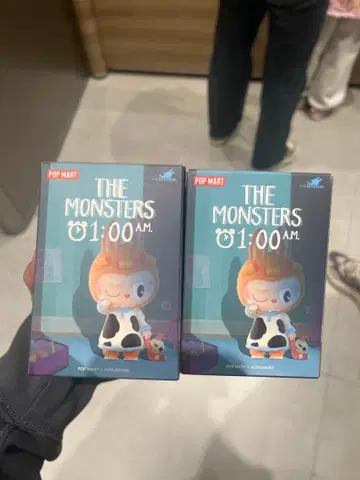 POP MART
THE
MONSTERS
1:00 A.M.
POP MART
THE
MONSTERS
1:00 A.M.